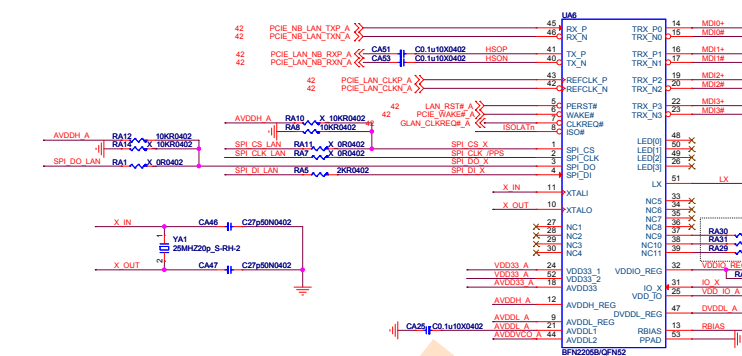 UA6
42 PCIE_NB_LAN_TXP_A 45 RX_P TRX_P0 14 MDI0+
42 PCIE_NB_LAN_TXN_A 46 RX_N TRX_N0 15 MDI0#
42 PCIE_LAN_NB_RXP_A CA51 C0.1u10X0402 HSOP 41 TX_P TRX_P1 16 MDI1+
42 PCIE_LAN_NB_RXN_A CA53 C0.1u10X0402 HSON 40 TX_N TRX_N1 17 MDI1#
42 PCIE_LAN_CLKP_A 43 REFCLK_P TRX_P2 19 MDI2+
42 PCIE_LAN_CLKN_A 42 REFCLK_N TRX_N2 20 MDI2#
42 LAN_RST#_A 5 PERST# TRX_P3 22 MDI3+
42 PCIE_WAKE#_A 6 WAKE# TRX_N3 23 MDI3#
42 GLAN_CLKREQ#_A 7 CLKREQ#
ISOLATn 8 ISO#
AVDDH_A RA10 X_10KR0402
RA8 10KR0402
AVDDH_A RA12 10KR0402
RA14 X_10KR0402
SPI_CS_LAN RA11 X_0R0402 SPI_CS_X 1 SPI_CS
SPI_CLK_LAN RA7 X_0R0402 SPI_CLK_/PPS 2 SPI_CLK
SPI_DO_LAN RA1 X_0R0402 SPI_DO_X 3 SPI_DO
SPI_DI_LAN RA5 2KR0402 SPI_DI_X 4 SPI_DI
LED[0] 48
LED[1] 50
LED[2] 49
LED[3] 26
X_IN 11 XTALI LX 51 LX
X_OUT 10 XTALO
NC5 33
NC6 34
NC7 35
NC8 36
27 NC1 NC9 37 RA30
28 NC2 NC10 38 RA31
29 NC3 NC11 39 RA29
30 NC4
X_IN CA46 C27p50N0402
YA1
25MHZ20p_S-RH-2
1
2
X_OUT CA47 C27p50N0402
VDD33_A 24 VDD33_1 VDDIO_REG 32 VDDIO_REG
VDD33_A 52 VDD33_2
AVDD33_A 18 AVDD33 IO_X 31 IO_X
VDD_IO 25 VDD_IO_A
AVDDH_A 12 AVDDH_REG DVDDL_REG 47 DVDDL_A
AVDDL_A 9 AVDDL_REG
CA25 C0.1u10X0402 AVDDL_A 21 AVDDL1 RBIAS 13 RBIAS
AVDDVCO_A 44 AVDDL2 PPAD 53
BFN2205B/QFN52